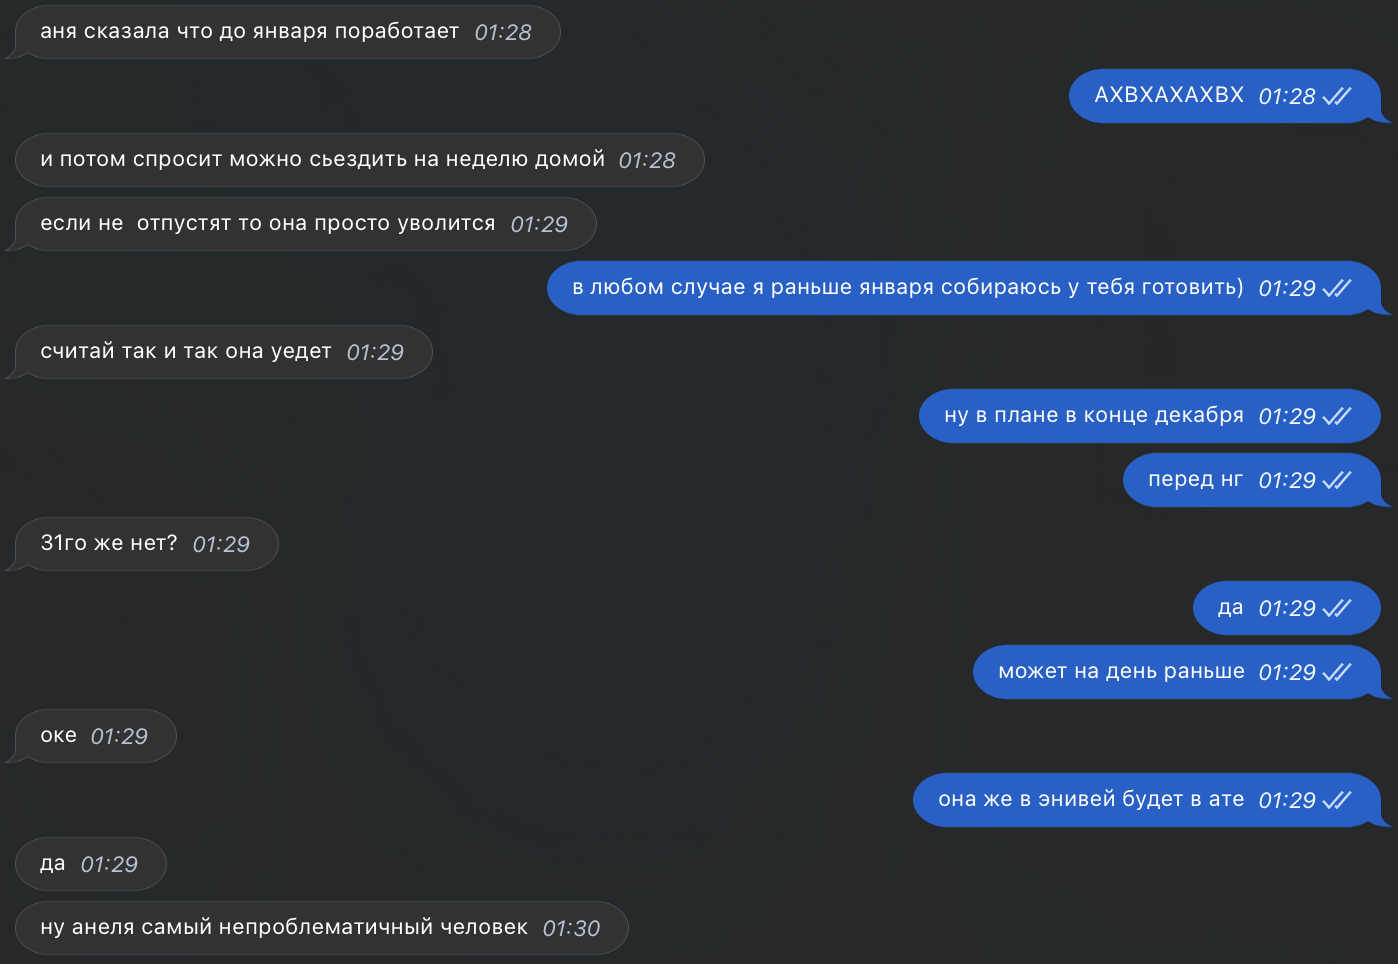 аня сказала что до января поработает 01:28
АХВХАХАХВХ 01:28
и потом спросит можно сьездить на неделю домой 01:28
если не  отпустят то она просто уволится 01:29
в любом случае я раньше января собираюсь у тебя готовить) 01:29
считай так и так она уедет 01:29
ну в плане в конце декабря 01:29
перед нг 01:29
31го же нет? 01:29
да 01:29
может на день раньше 01:29
оке 01:29
она же в энивей будет в ате 01:29
да 01:29
ну анеля самый непроблематичный человек 01:30